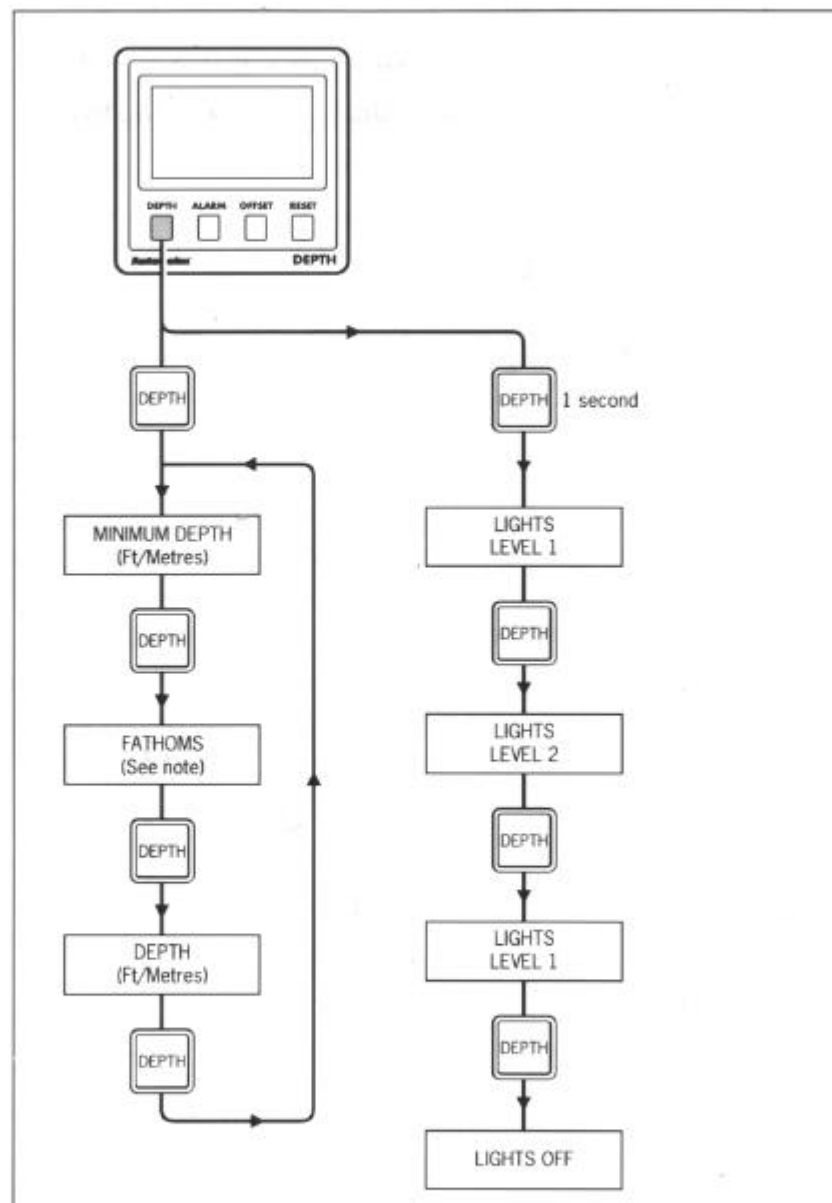 DEPTH ALARM OFFSET RESET
DEPTH
DEPTH
DEPTH 1 second
MINIMUM DEPTH
(Ft/Metres)
LIGHTS
LEVEL 1
DEPTH
DEPTH
FATHOMS
(See note)
LIGHTS
LEVEL 2
DEPTH
DEPTH
DEPTH
(Ft/Metres)
LIGHTS
LEVEL 1
DEPTH
DEPTH
LIGHTS OFF